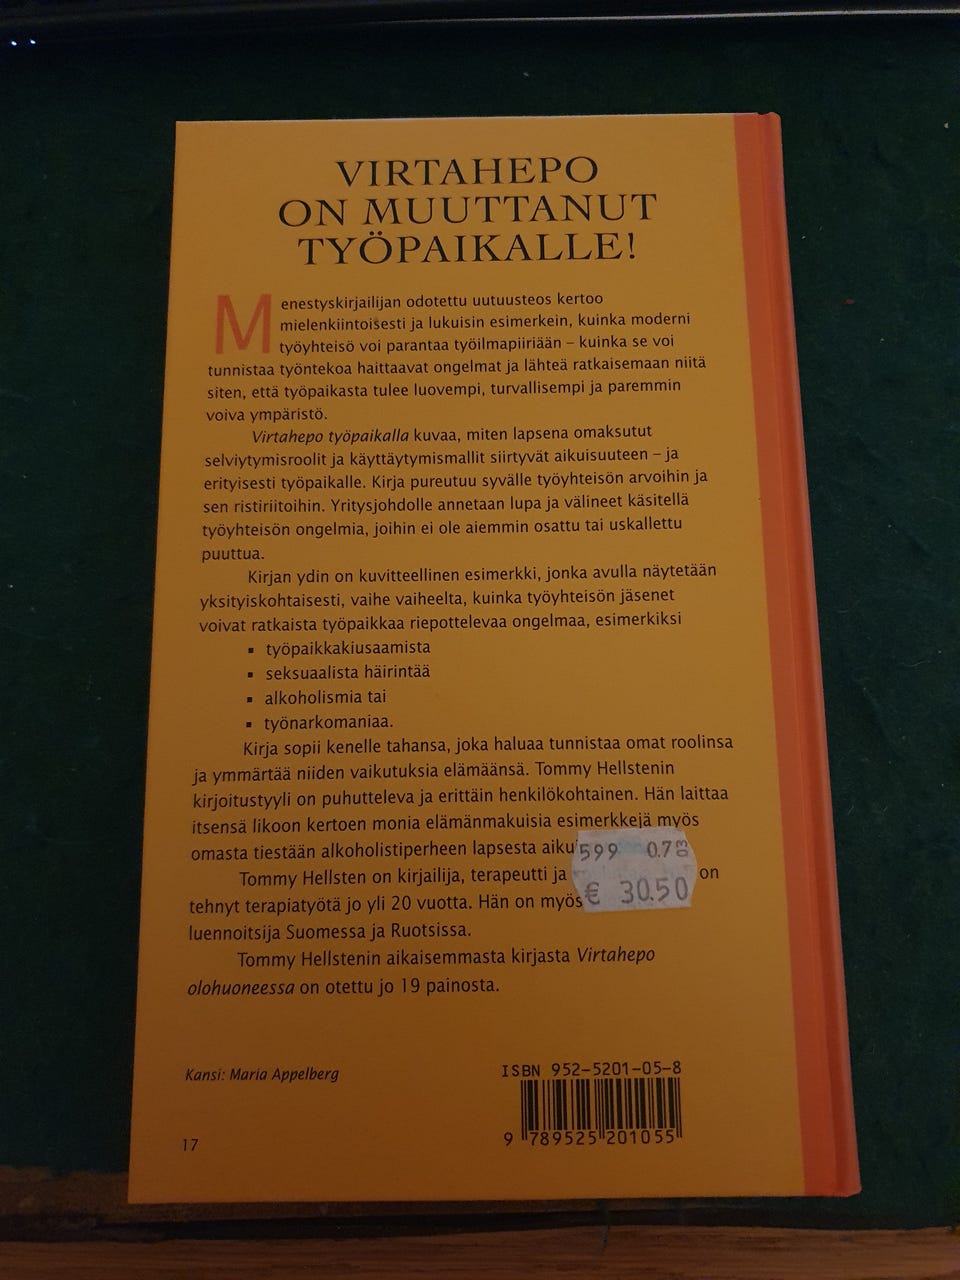 VIRTAHEPO
ON MUUTTANUT
TYÖPAIKALLE!
Menestyskirjailijan odotettu uutuusteos kertoo
mielenkiintoisesti ja lukuisin esimerkein, kuinka moderni
työyhteisö voi parantaa työilmapiiriään – kuinka se voi
tunnistaa työntekoa haittaavat ongelmat ja lähteä ratkaisemaan niitä
siten, että työpaikasta tulee luovempi, turvallisempi ja paremmin
voiva ympäristö.
Virtahepo työpaikalla kuvaa, miten lapsena omaksutut
selviytymisroolit ja käyttäytymismallit siirtyvät aikuisuuteen – ja
erityisesti työpaikalle. Kirja pureutuu syvälle työyhteisön arvoihin ja
sen ristiriitoihin. Yritysjohdolle annetaan lupa ja välineet käsitellä
työyhteisön ongelmia, joihin ei ole aiemmin osattu tai uskallettu
puuttua.
Kirjan ydin on kuvitteellinen esimerkki, jonka avulla näytetään
yksityiskohtaisesti, vaihe vaiheelta, kuinka työyhteisön jäsenet
voivat ratkaista työpaikkaa riepottelevaa ongelmaa, esimerkiksi
▪ työpaikkakiusaamista
▪ seksuaalista häirintää
▪ alkoholismia tai
▪ työnarkomaniaa.
Kirja sopii kenelle tahansa, joka haluaa tunnistaa omat roolinsa
ja ymmärtää niiden vaikutuksia elämäänsä. Tommy Hellstenin
kirjoitustyyli on puhutteleva ja erittäin henkilökohtainen. Hän laittaa
itsensä likoon kertoen monia elämänmakuisia esimerkkejä myös
omasta tiestään alkoholistiperheen lapsesta aiku
599 0.7 03
€ 30.50
Tommy Hellsten on kirjailija, terapeutti ja on
tehnyt terapiatyötä jo yli 20 vuotta. Hän on myös
luennoitsija Suomessa ja Ruotsissa.
Tommy Hellstenin aikaisemmasta kirjasta Virtahepo
olohuoneessa on otettu jo 19 painosta.
Kansi: Maria Appelberg
ISBN 952-5201-05-8
9 789525 201055
17